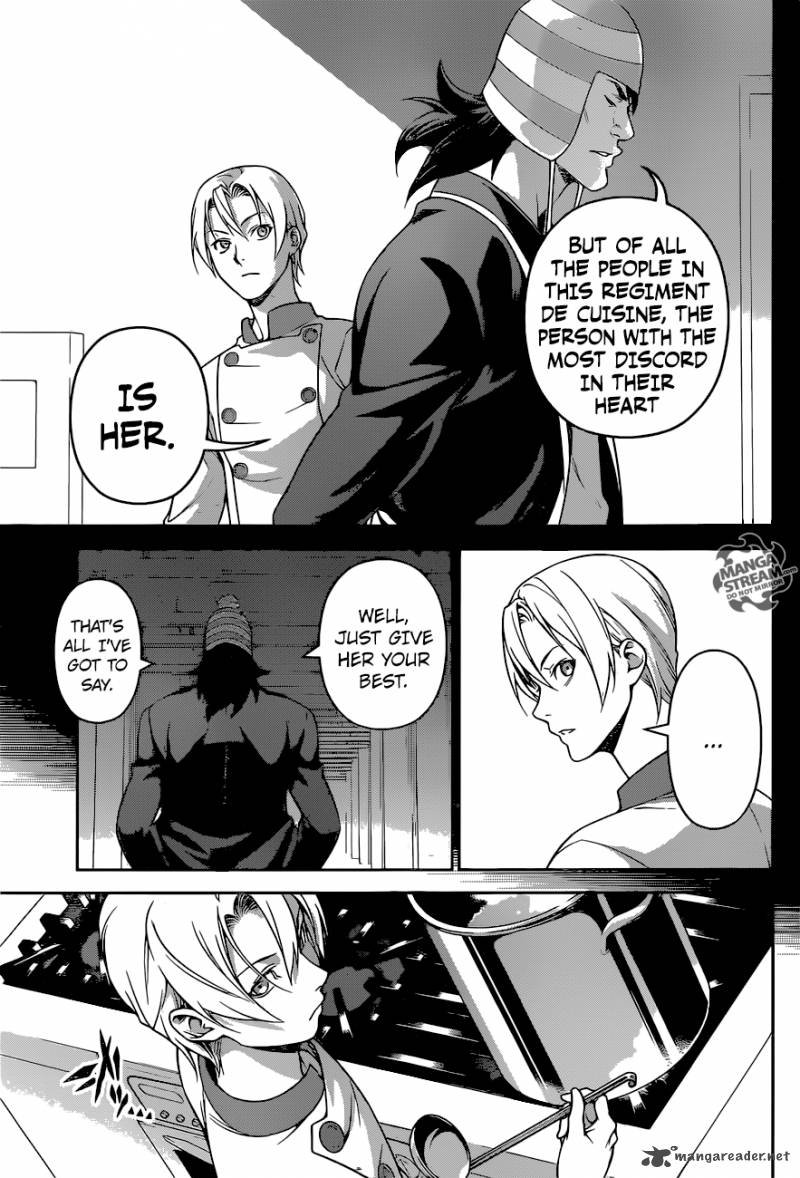 BUT OF ALL
THE PEOPLE IN
THIS REGIMENT
DE CUISINE, THE
PERSON WITH THE
MOST DISCORD
IN THEIR
HEART
IS
HER.
...
WELL,
JUST GIVE
HER YOUR
BEST.
THAT'S
ALL I'VE
GOT TO
SAY.
MANGA
STREAM.com
DO NOT MIRROR
mangareader.net